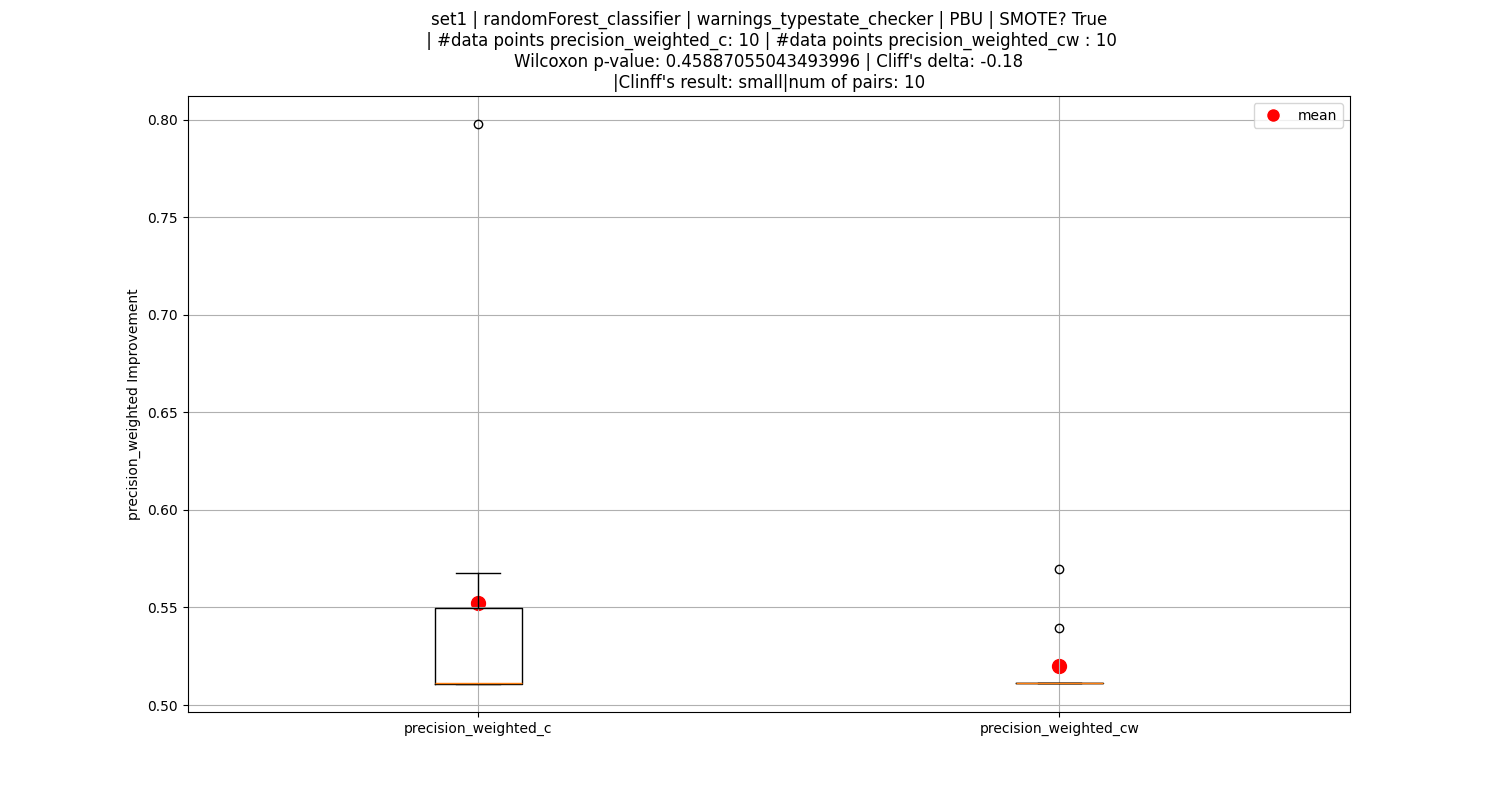 set1 | randomForest_classifier | warnings_typestate_checker | PBU | SMOTE? True
| #data points precision_weighted_c: 10 | #data points precision_weighted_cw : 10
Wilcoxon p-value: 0.45887055043493996 | Cliff's delta: -0.18
|Clinff's result: small|num of pairs: 10
mean
0.80
0.75
0.70
0.65
0.60
0.55
0.50
precision_weighted Improvement
precision_weighted_c
precision_weighted_cw